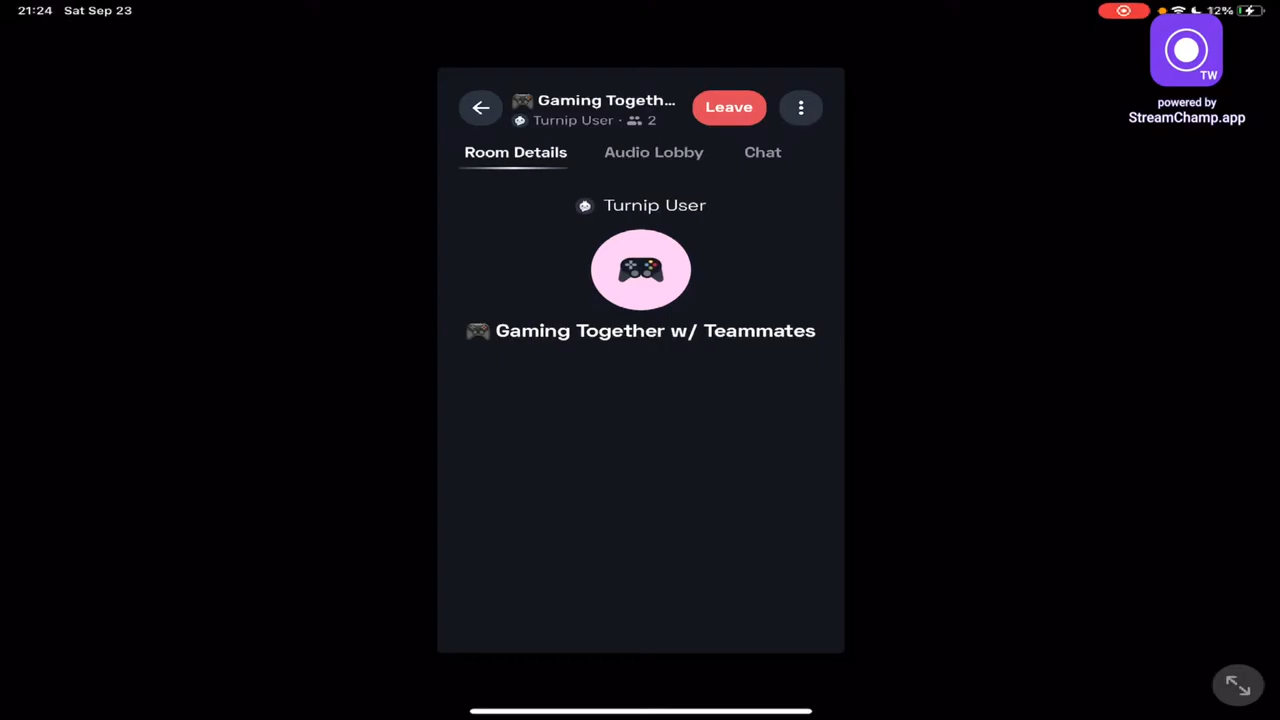 21:24 Sat Sep 23
12%
TW
powered by
StreamChamp.app
🎮 Gaming Togeth...
Turnip User · 2
Leave
Room Details Audio Lobby Chat
Turnip User
🎮 Gaming Together w/ Teammates